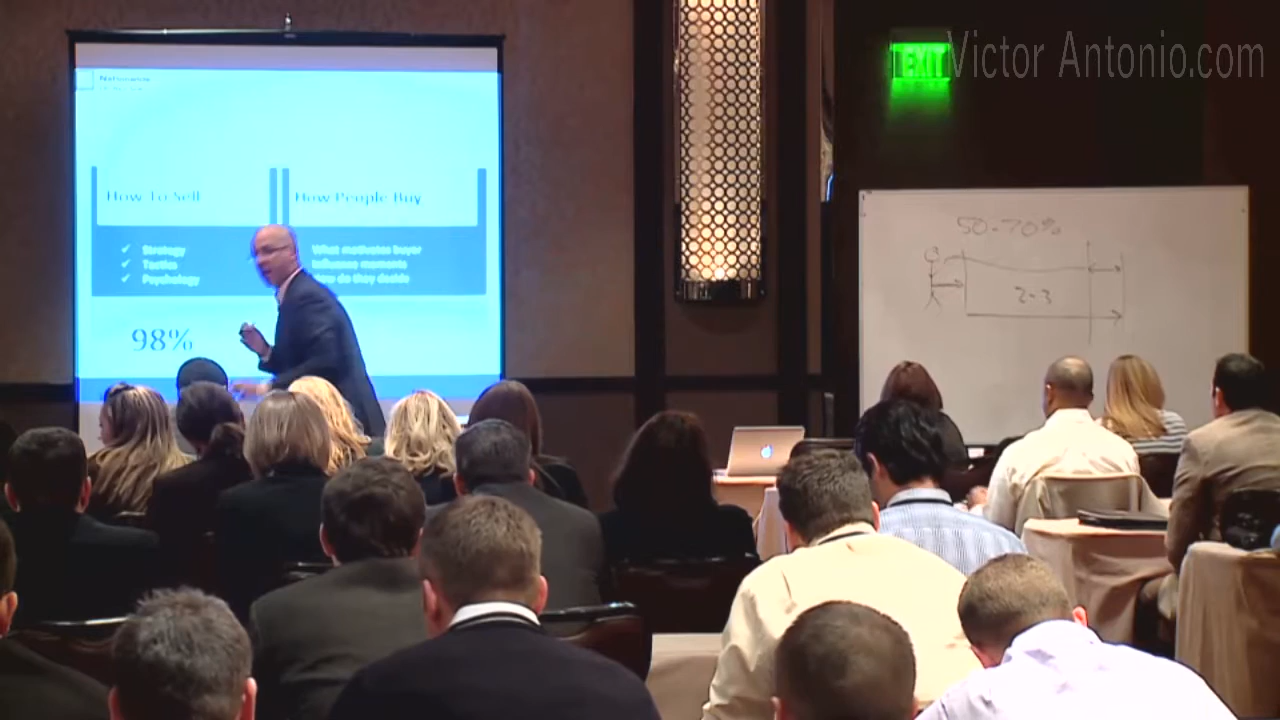 Victor Antonio.com
EXIT
Nationwide
How To Sell
How People Buy
✓ Strategy
✓ Tactics
✓ Psychology
What motivates buyer
Influence moments
How do they decide
98%
50-70%
2-3